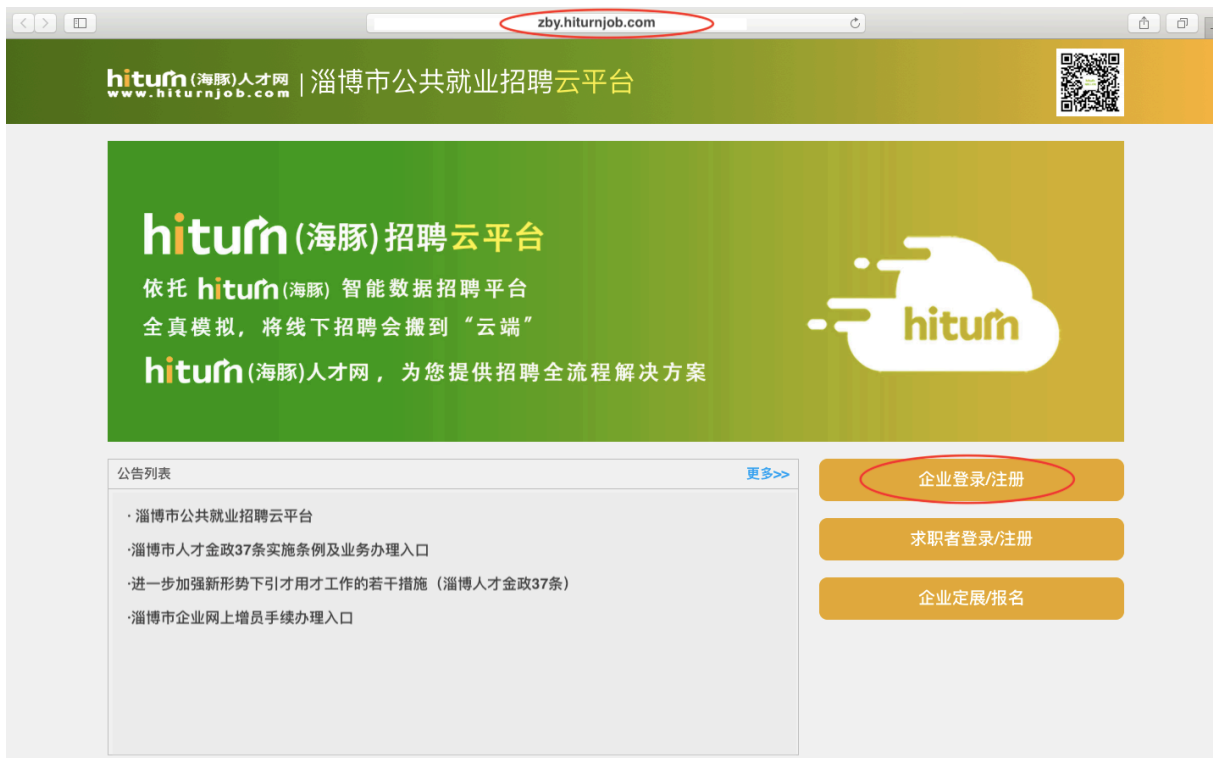 zby.hiturnjob.com
hiturn(海豚)人才网 | 淄博市公共就业招聘云平台
www.hiturnjob.com
hiturn(海豚)招聘云平台
依托 hiturn(海豚) 智能数据招聘平台
全真模拟，将线下招聘会搬到“云端”
hiturn(海豚)人才网，为您提供招聘全流程解决方案
hiturn
公告列表 更多>>
· 淄博市公共就业招聘云平台
·淄博市人才金政37条实施条例及业务办理入口
·进一步加强新形势下引才用才工作的若干措施（淄博人才金政37条）
·淄博市企业网上增员手续办理入口
企业登录/注册
求职者登录/注册
企业定展/报名